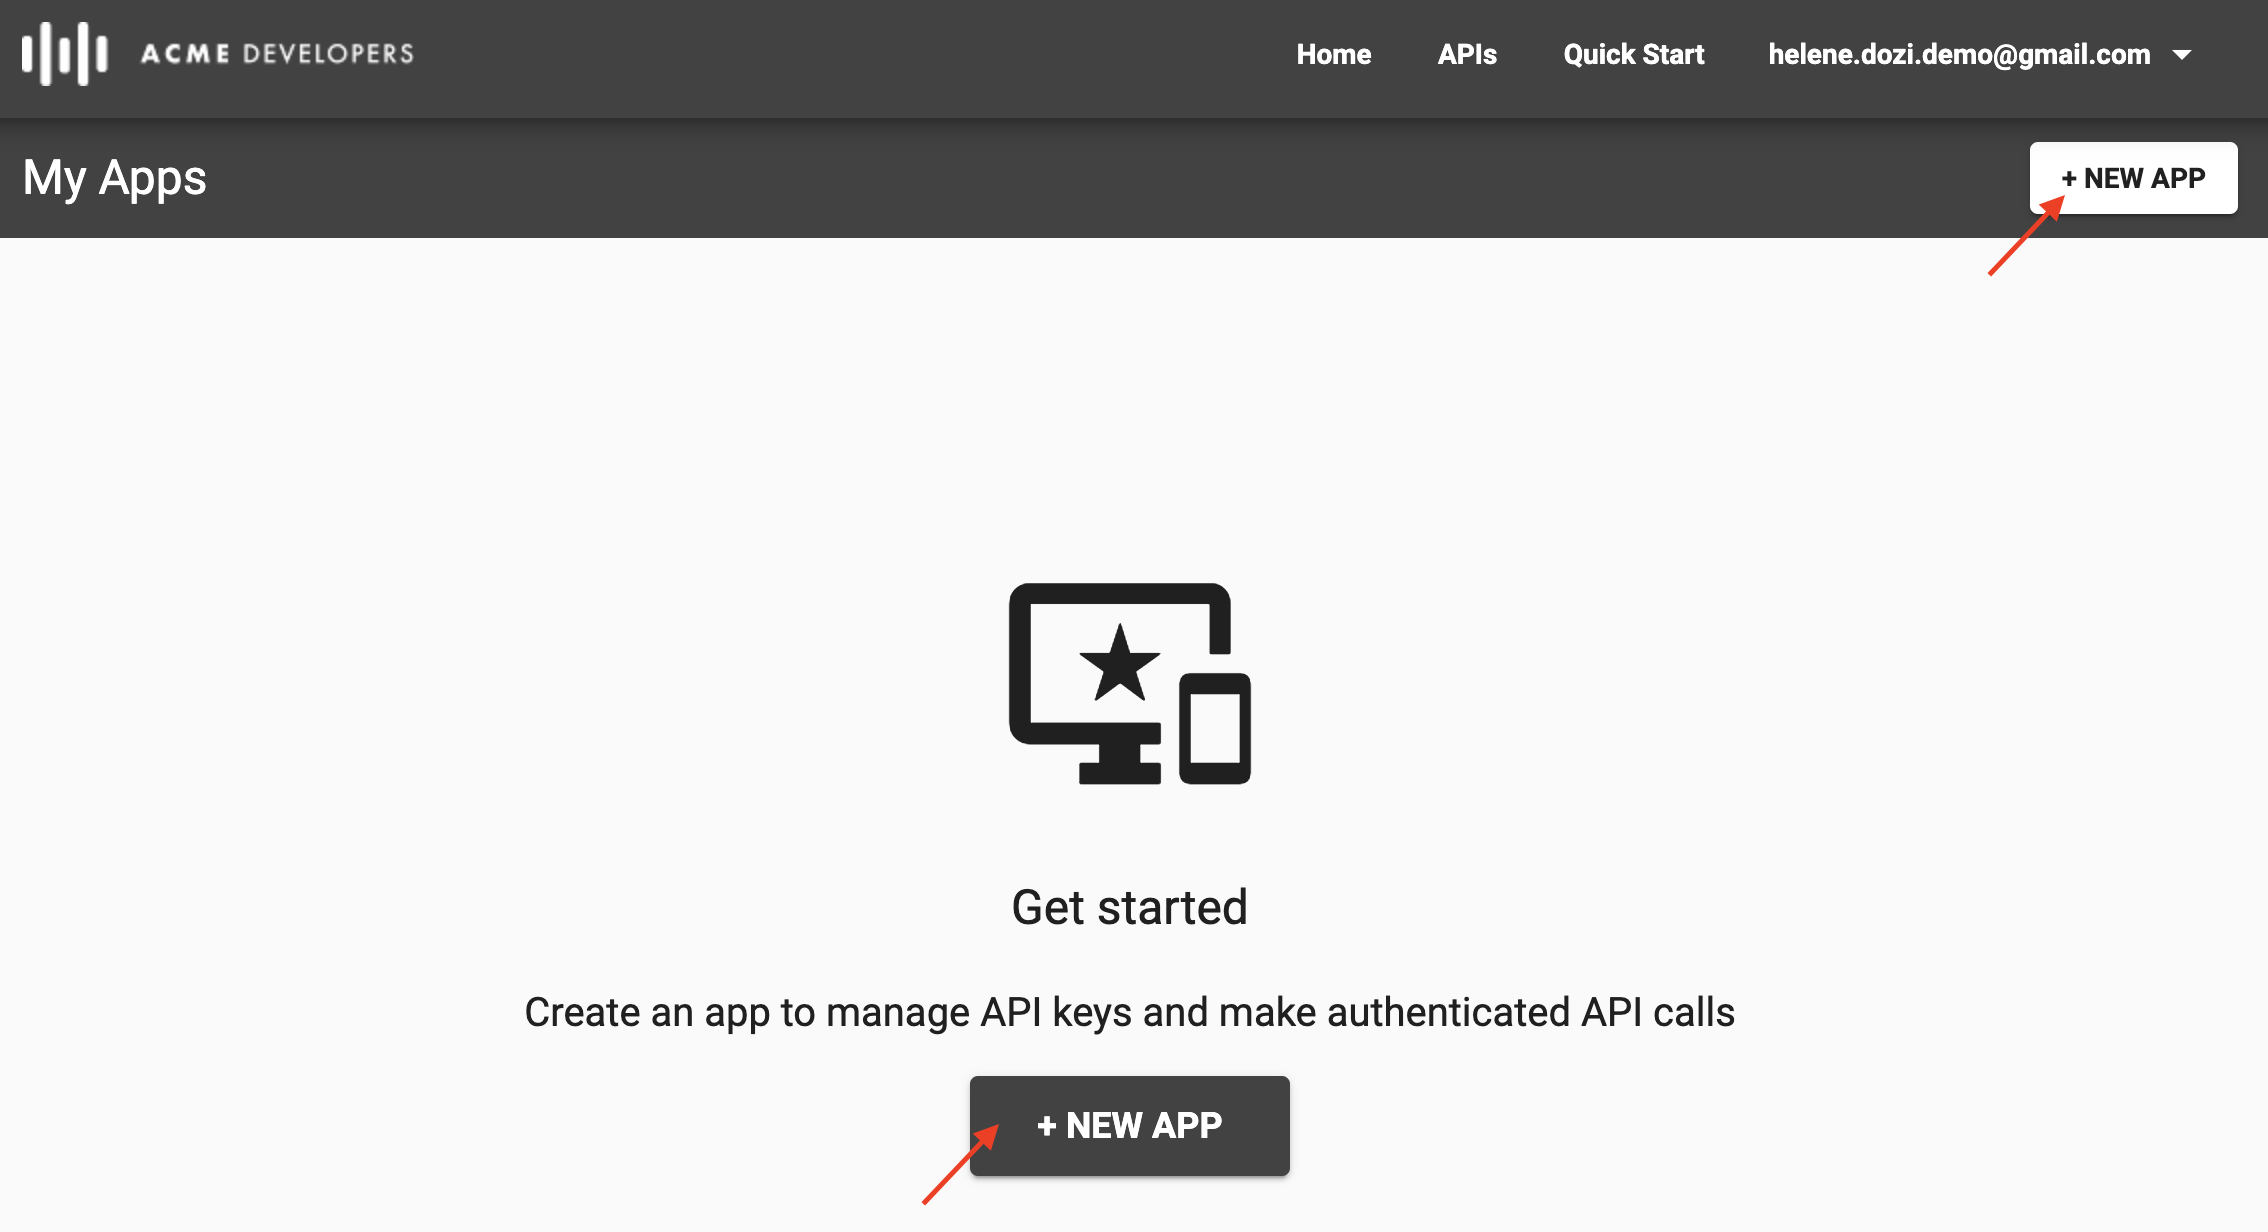 ACME DEVELOPERS
Home APIs Quick Start helene.dozi.demo@gmail.com
My Apps
+ NEW APP
Get started
Create an app to manage API keys and make authenticated API calls
+ NEW APP